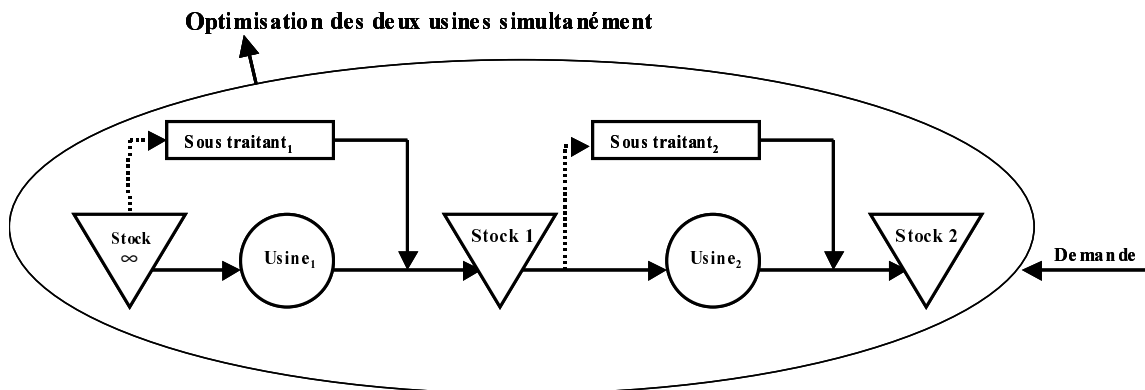 Optimisation des deux usines simultanément
Sous traitant₁
Sous traitant₂
Stock
∞
Usine₁
Stock 1
Usine₂
Stock 2
Demande